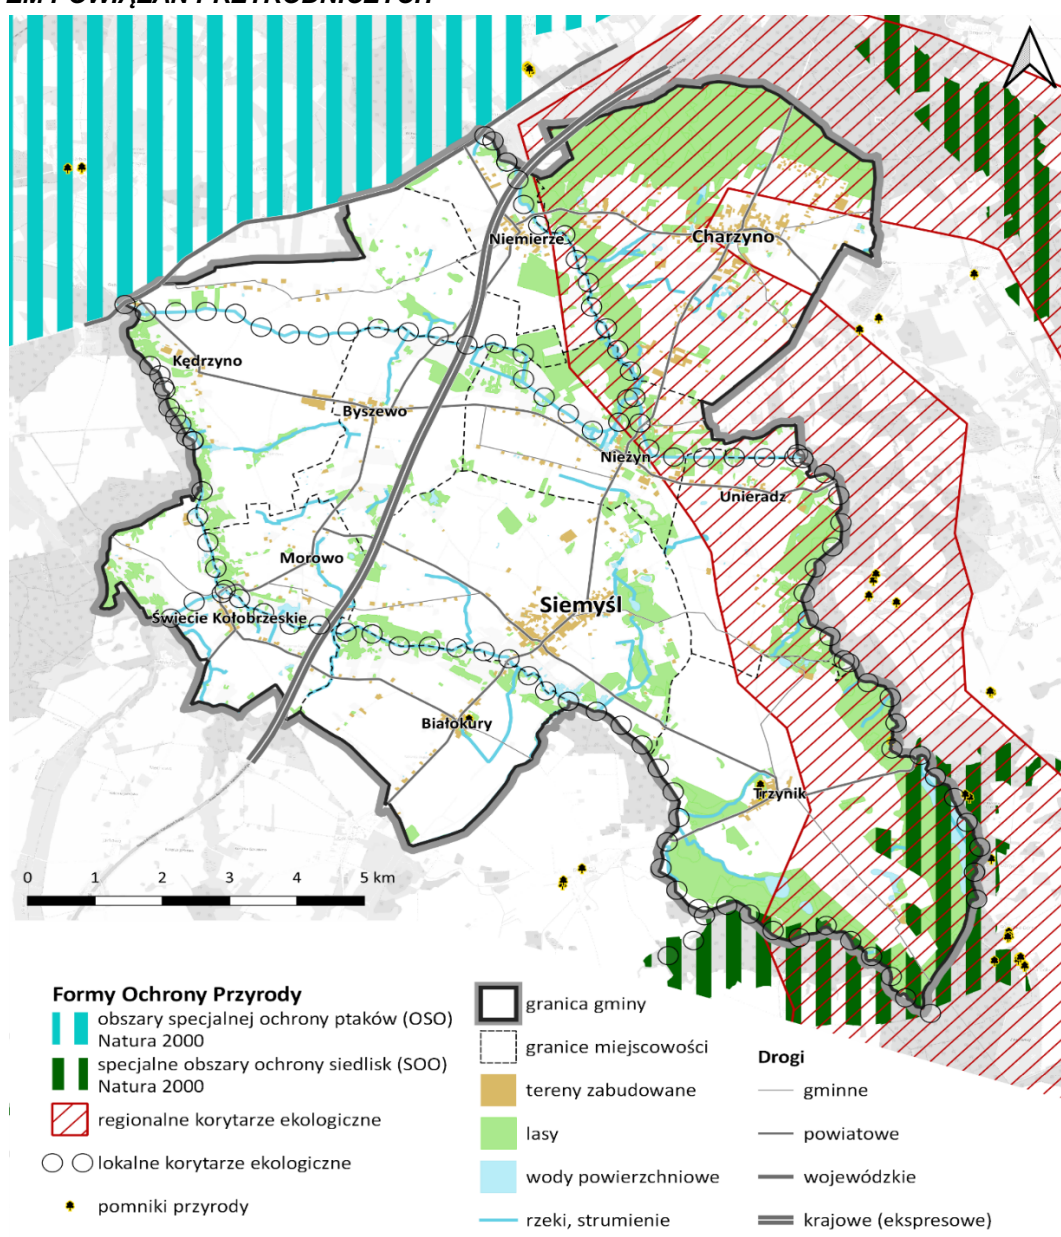 Niemierze
Charzyno
Kędrzyno
Byszewo
Nieżyn
Unieradz
Morowo
Siemyśl
Świecie Kołobrzeskie
Białokury
Trzynik
0 1 2 3 4 5 km
Formy Ochrony Przyrody
obszary specjalnej ochrony ptaków (OSO)
Natura 2000
specjalne obszary ochrony siedlisk (SOO)
Natura 2000
regionalne korytarze ekologiczne
lokalne korytarze ekologiczne
pomniki przyrody
granica gminy
granice miejscowości
tereny zabudowane
lasy
wody powierzchniowe
rzeki, strumienie
Drogi
gminne
powiatowe
wojewódzkie
krajowe (ekspresowe)